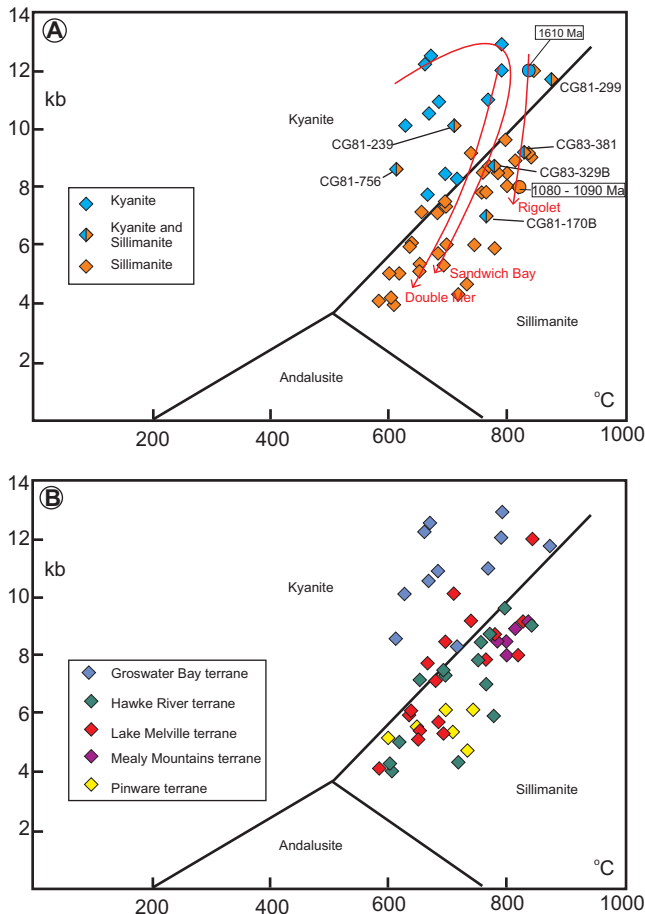 14
A
1610 Ma
12
kb
CG81-299
Kyanite
10
CG81-239
CG83-381
CG83-329B
CG81-756
8
1080 - 1090 Ma
Kyanite
Rigolet
Kyanite and
Sillimanite
CG81-170B
6
Sillimanite
Sandwich Bay
Double Mer
4
Sillimanite
2
Andalusite
°C
200
400
600
800
1000
14
B
12
kb
Kyanite
10
8
Groswater Bay terrane
Hawke River terrane
6
Lake Melville terrane
Mealy Mountains terrane
4
Pinware terrane
Sillimanite
2
Andalusite
°C
200
400
600
800
1000